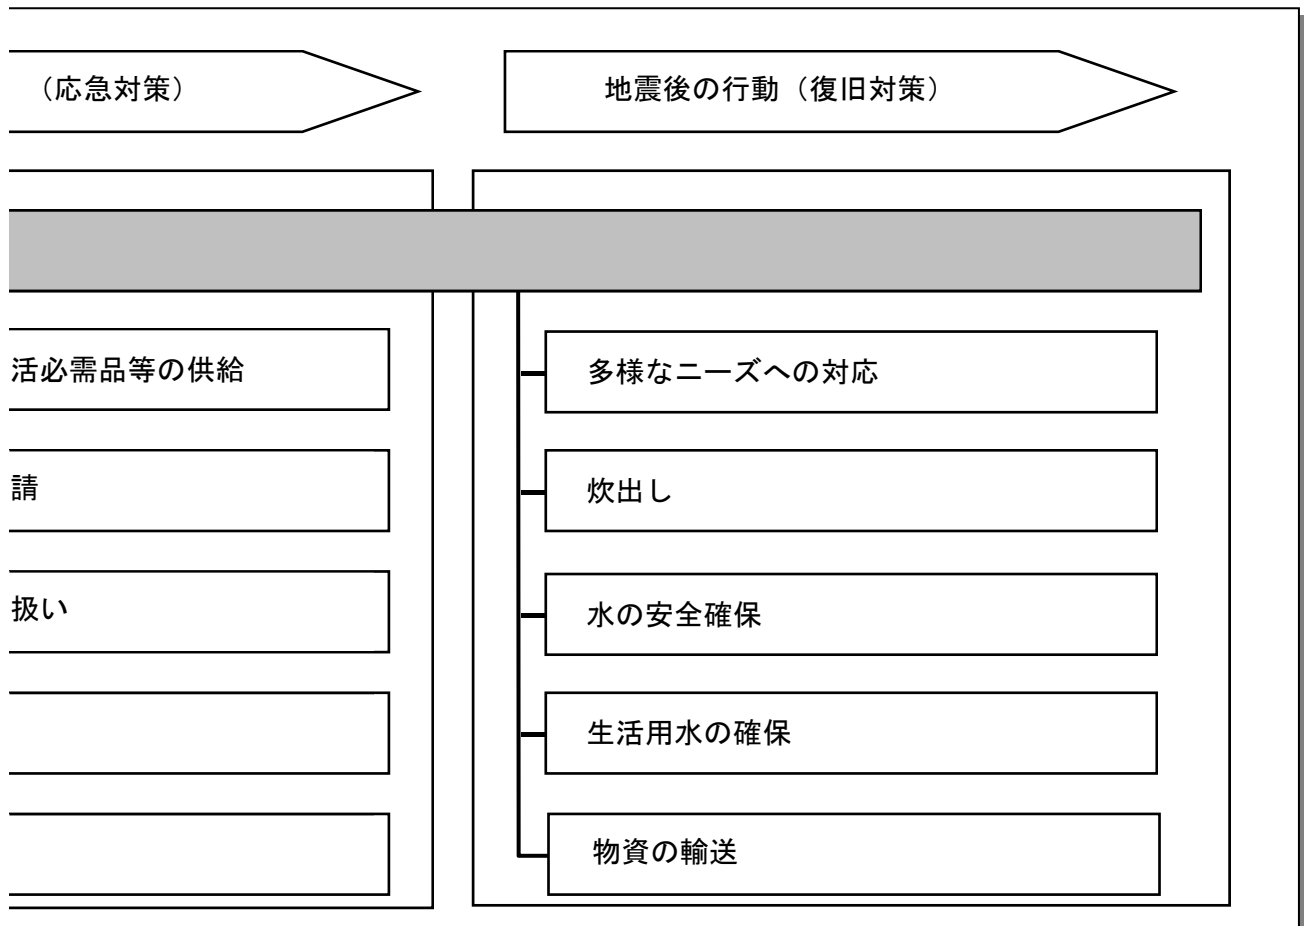 （応急対策）
地震後の行動（復旧対策）
活必需品等の供給
請
扱い
多様なニーズへの対応
炊出し
水の安全確保
生活用水の確保
物資の輸送